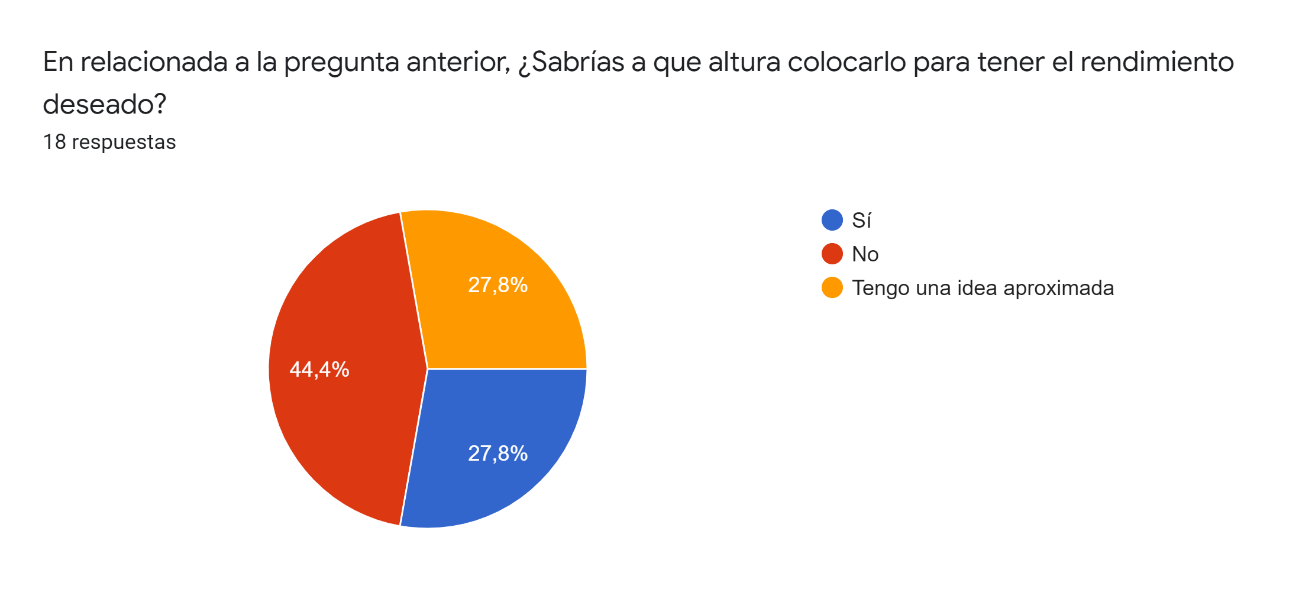 En relacionada a la pregunta anterior, ¿Sabrías a que altura colocarlo para tener el rendimiento
deseado?
18 respuestas
Sí
No
Tengo una idea aproximada
27,8%
44,4%
27,8%